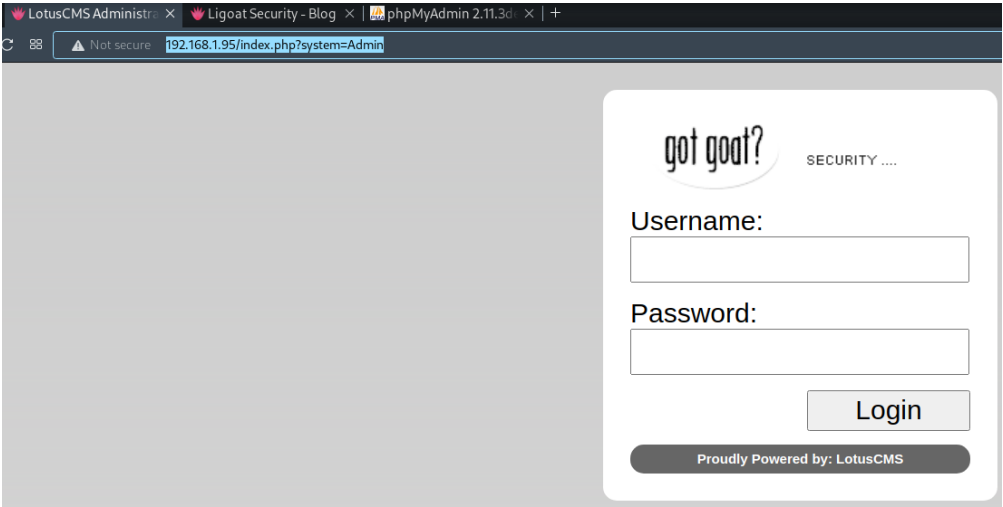 LotusCMS Administra
Ligoat Security - Blog
phpMyAdmin 2.11.3de
Not secure 192.168.1.95/index.php?system=Admin
got goat? SECURITY ....
Username:
Password:
Login
Proudly Powered by: LotusCMS